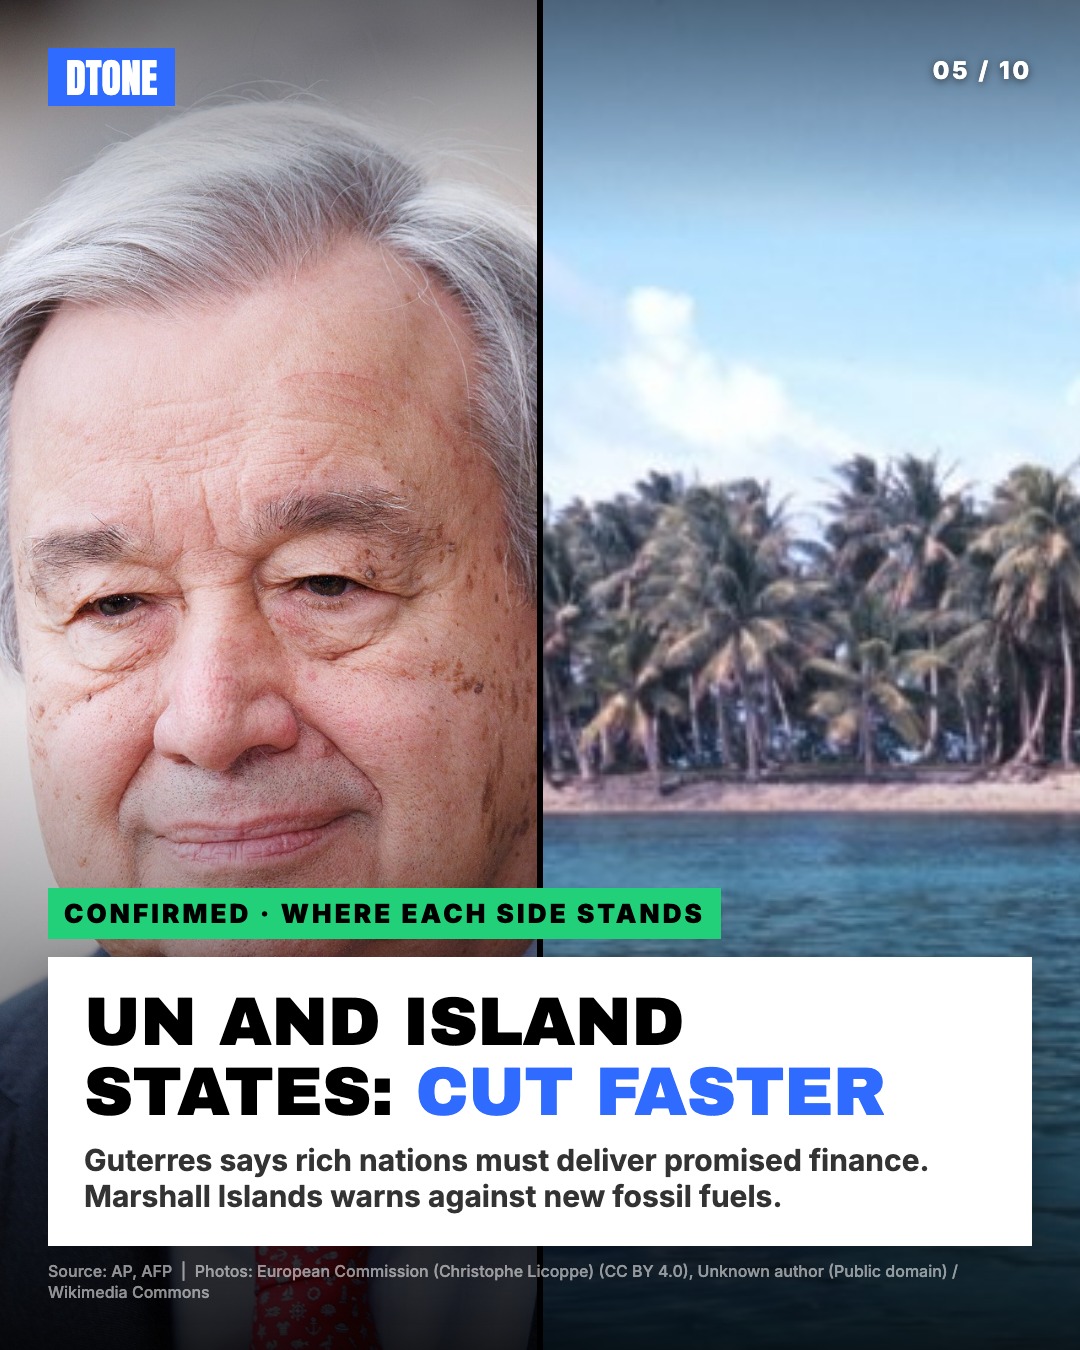 DTONE
05 / 10
CONFIRMED · WHERE EACH SIDE STANDS
UN AND ISLAND
STATES: CUT FASTER
Guterres says rich nations must deliver promised finance.
Marshall Islands warns against new fossil fuels.
Source: AP, AFP | Photos: European Commission (Christophe Licoppe) (CC BY 4.0), Unknown author (Public domain) /
Wikimedia Commons